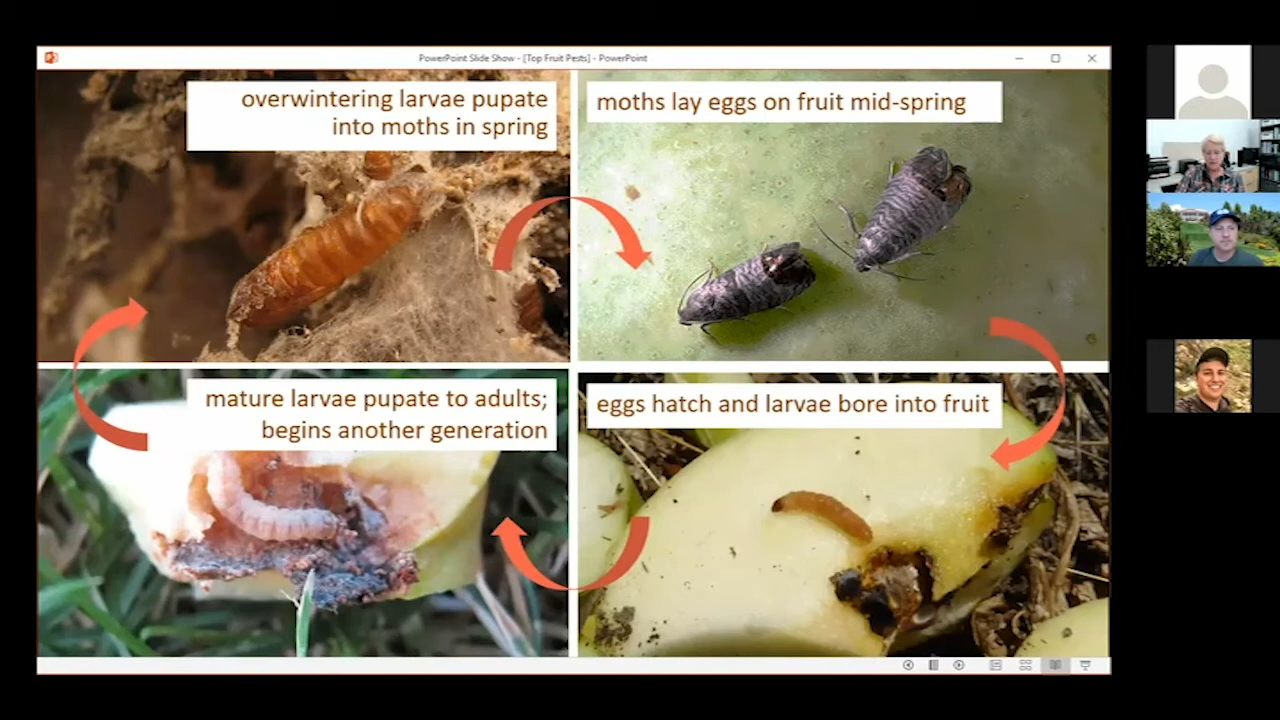 PowerPoint Slide Show - [Top Fruit Pests] - PowerPoint
overwintering larvae pupate
into moths in spring
moths lay eggs on fruit mid-spring
mature larvae pupate to adults;
begins another generation
eggs hatch and larvae bore into fruit